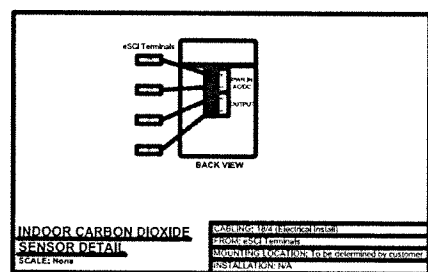 eSCI Terminals
PWR IN
AC/DC
OUTPUT
BACK VIEW
INDOOR CARBON DIOXIDE
SENSOR DETAIL
SCALE: None
CABLING: 18/4 (Electrical Install)
FROM: eSCI Terminals
MOUNTING LOCATION: To be determined by customer
INSTALLATION: N/A